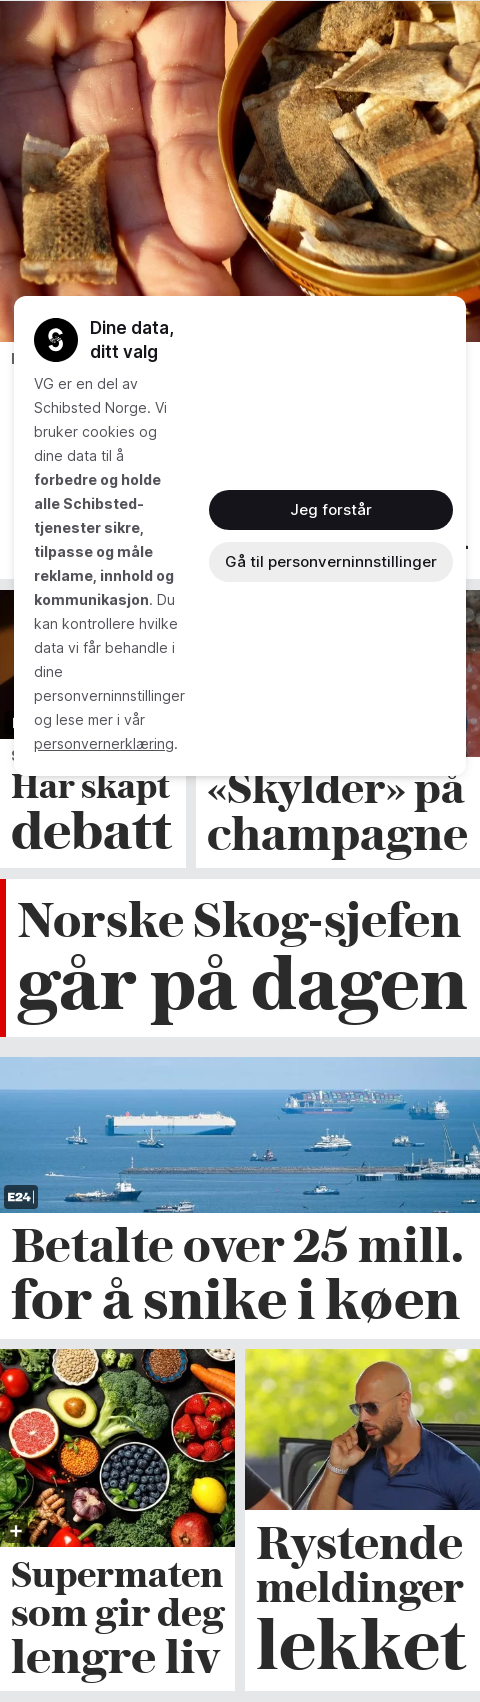 Dine data,
ditt valg
VG er en del av
Schibsted Norge. Vi
bruker cookies og
dine data til å
forbedre og holde
alle Schibsted-
tjenester sikre,
tilpasse og måle
reklame, innhold og
kommunikasjon. Du
kan kontrollere hvilke
data vi får behandle i
dine
personverninnstillinger
og lese mer i vår
personvernerklæring.
Jeg forstår
Gå til personverninnstillinger
Har skapt
debatt
«Skylder» på
champagne
Norske Skog-sjefen
går på dagen
E24
Betalte over 25 mill.
for å snike i køen
+
Supermaten
som gir deg
lengre liv
Rystende
meldinger
lekket